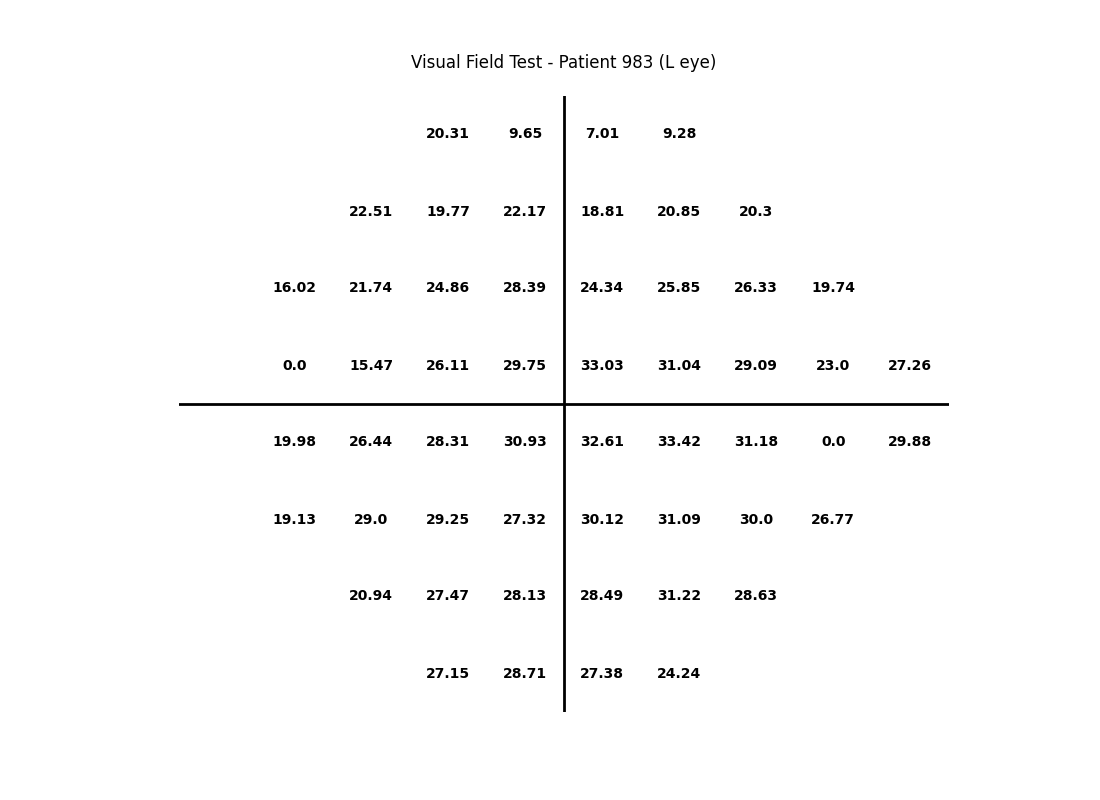 Visual Field Test - Patient 983 (L eye)
20.31 9.65 7.01 9.28
22.51 19.77 22.17 18.81 20.85 20.3
16.02 21.74 24.86 28.39 24.34 25.85 26.33 19.74
0.0 15.47 26.11 29.75 33.03 31.04 29.09 23.0 27.26
19.98 26.44 28.31 30.93 32.61 33.42 31.18 0.0 29.88
19.13 29.0 29.25 27.32 30.12 31.09 30.0 26.77
20.94 27.47 28.13 28.49 31.22 28.63
27.15 28.71 27.38 24.24